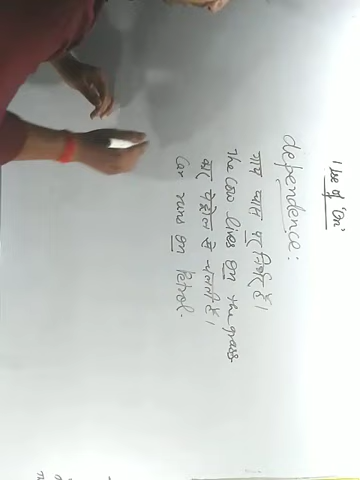 Use of 'On'
dependence:
गाय घास पर निर्भर है।
The Cow lives on the grass
कार पेट्रोल से चलती है।
Car runs on Petrol.